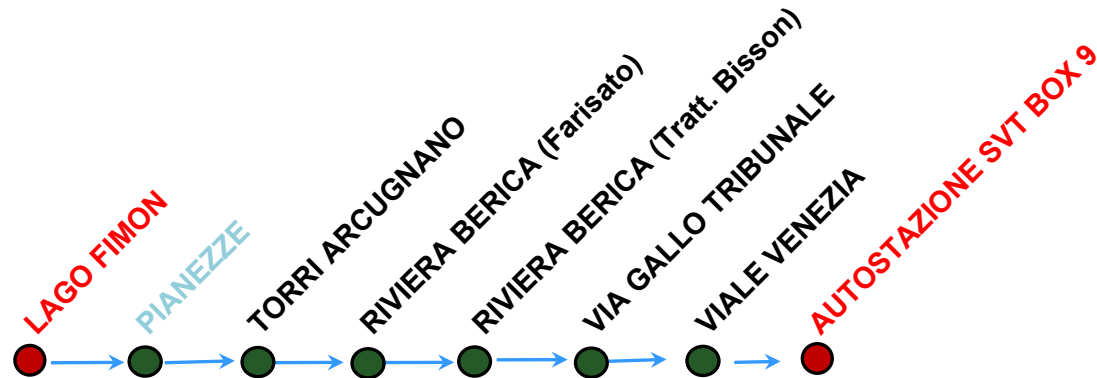 LAGO FIMON
PIANEZZE
TORRI ARCUGNANO
RIVIERA BERICA (Farisato)
RIVIERA BERICA (Tratt. Bisson)
VIA GALLO TRIBUNALE
VIALE VENEZIA
AUTOSTAZIONE SVT BOX 9